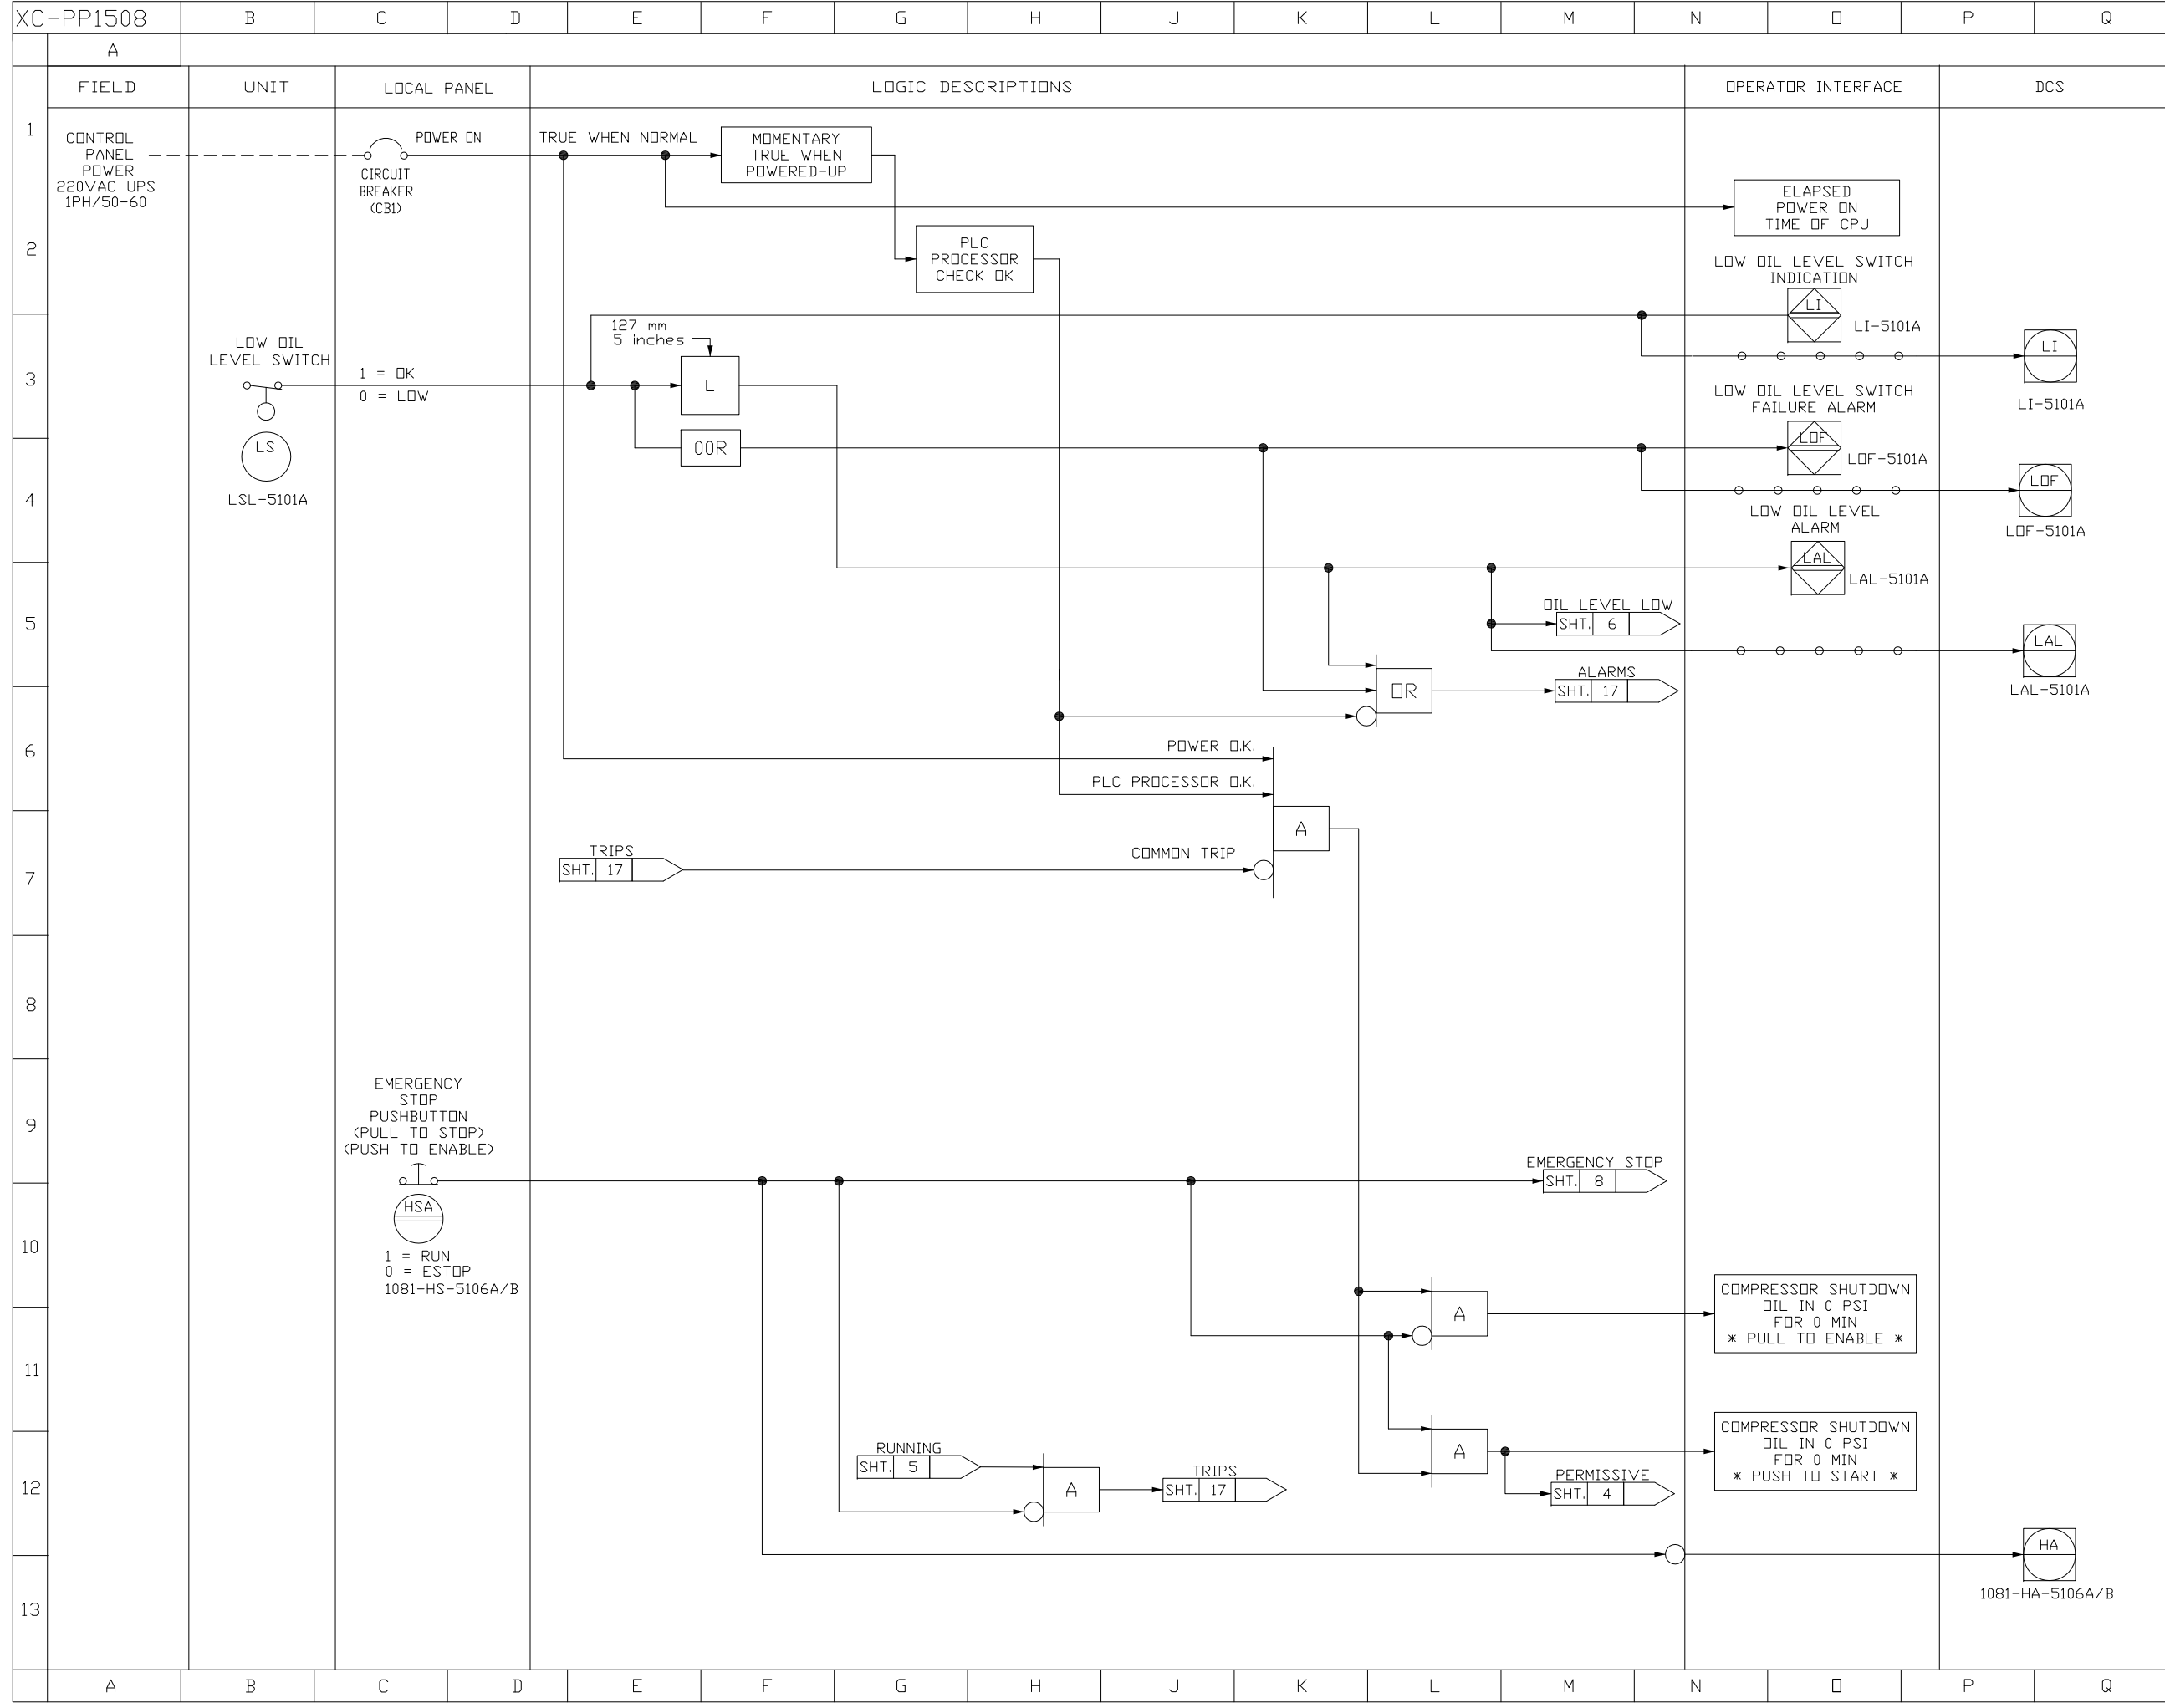 XC-PP1508 B C D E F G H J K L M N O P Q
A
FIELD UNIT LOCAL PANEL LOGIC DESCRIPTIONS OPERATOR INTERFACE DCS
1
CONTROL
PANEL
POWER
220VAC UPS
1PH/50-60
POWER ON
CIRCUIT
BREAKER
(CB1)
TRUE WHEN NORMAL
MOMENTARY
TRUE WHEN
POWERED-UP
ELAPSED
POWER ON
TIME OF CPU
2
PLC
PROCESSOR
CHECK OK
LOW OIL LEVEL SWITCH
INDICATION
LI
LI-5101A
LI
LI-5101A
3
LOW OIL
LEVEL SWITCH
1 = OK
0 = LOW
127 mm
5 inches
L
LOW OIL LEVEL SWITCH
FAILURE ALARM
LOF
LOF-5101A
LOF
LOF-5101A
LS
LSL-5101A
OOR
4
LOW OIL LEVEL
ALARM
LAL
LAL-5101A
LAL
LAL-5101A
5
OIL LEVEL LOW
SHT. 6
ALARMS
SHT. 17
OR
6
POWER O.K.
PLC PROCESSOR O.K.
A
7
TRIPS
SHT. 17
COMMON TRIP
8
9
EMERGENCY
STOP
PUSHBUTTON
(PULL TO STOP)
(PUSH TO ENABLE)
EMERGENCY STOP
SHT. 8
HSA
10
1 = RUN
0 = ESTOP
1081-HS-5106A/B
A
COMPRESSOR SHUTDOWN
OIL IN 0 PSI
FOR 0 MIN
* PULL TO ENABLE *
11
A
COMPRESSOR SHUTDOWN
OIL IN 0 PSI
FOR 0 MIN
* PUSH TO START *
12
RUNNING
SHT. 5
A
TRIPS
SHT. 17
PERMISSIVE
SHT. 4
HA
1081-HA-5106A/B
13
A B C D E F G H J K L M N O P Q